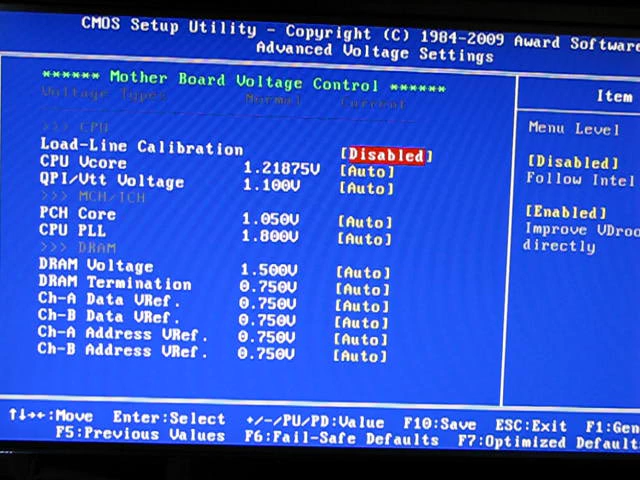 CMOS Setup Utility - Copyright (C) 1984-2009 Award Software
Advanced Voltage Settings
****** Mother Board Voltage Control ******
Voltage Types Normal Current
>>> CPU
Load-Line Calibration [Disabled]
CPU Vcore 1.21875V [Auto]
QPI/Vtt Voltage 1.100V [Auto]
>>> MCH/ICH
PCH Core 1.050V [Auto]
CPU PLL 1.800V [Auto]
>>> DRAM
DRAM Voltage 1.500V [Auto]
DRAM Termination 0.750V [Auto]
Ch-A Data VRef. 0.750V [Auto]
Ch-B Data VRef. 0.750V [Auto]
Ch-A Address VRef. 0.750V [Auto]
Ch-B Address VRef. 0.750V [Auto]
Item
Menu Level
[Disabled]
Follow Intel
[Enabled]
Improve VDroo
directly
↑↓→←:Move Enter:Select +/-/PU/PD:Value F10:Save ESC:Exit F1:Gen
F5:Previous Values F6:Fail-Safe Defaults F7:Optimized Default